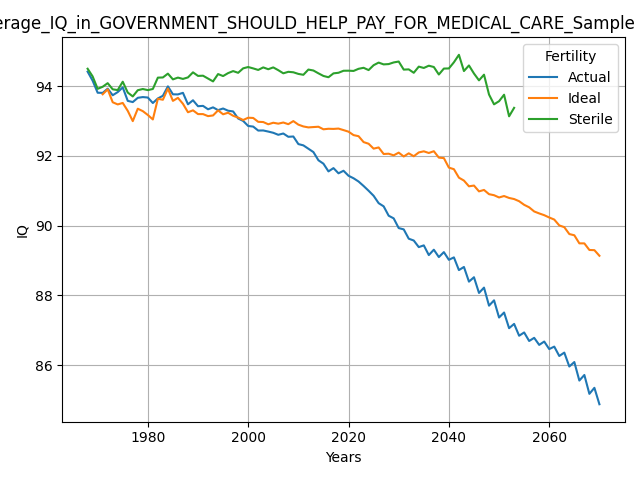 erage_IQ_in_GOVERNMENT_SHOULD_HELP_PAY_FOR_MEDICAL_CARE_Sample
Fertility
Actual
Ideal
Sterile
94
92
90
88
86
IQ
1980 2000 2020 2040 2060
Years